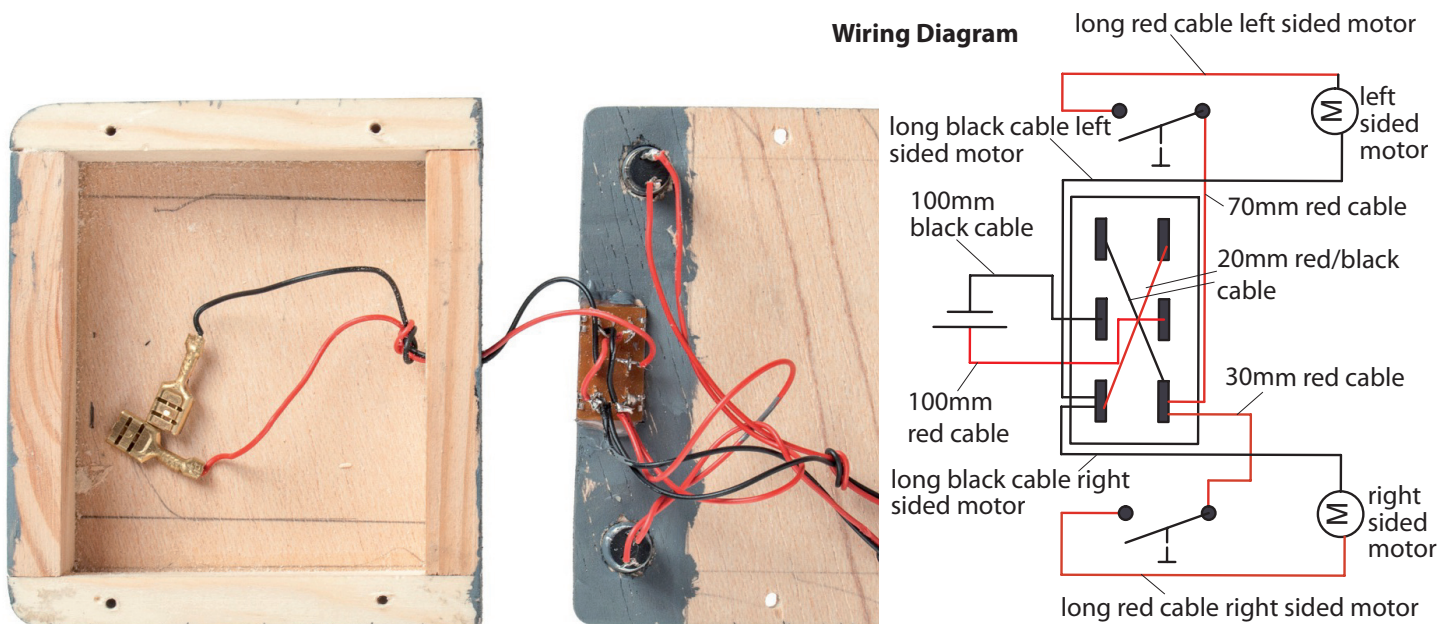 Wiring Diagram
long red cable left sided motor
M
left
sided
motor
long black cable left
sided motor
100mm
black cable
70mm red cable
20mm red/black
cable
30mm red cable
100mm
red cable
long black cable right
sided motor
M
right
sided
motor
long red cable right sided motor